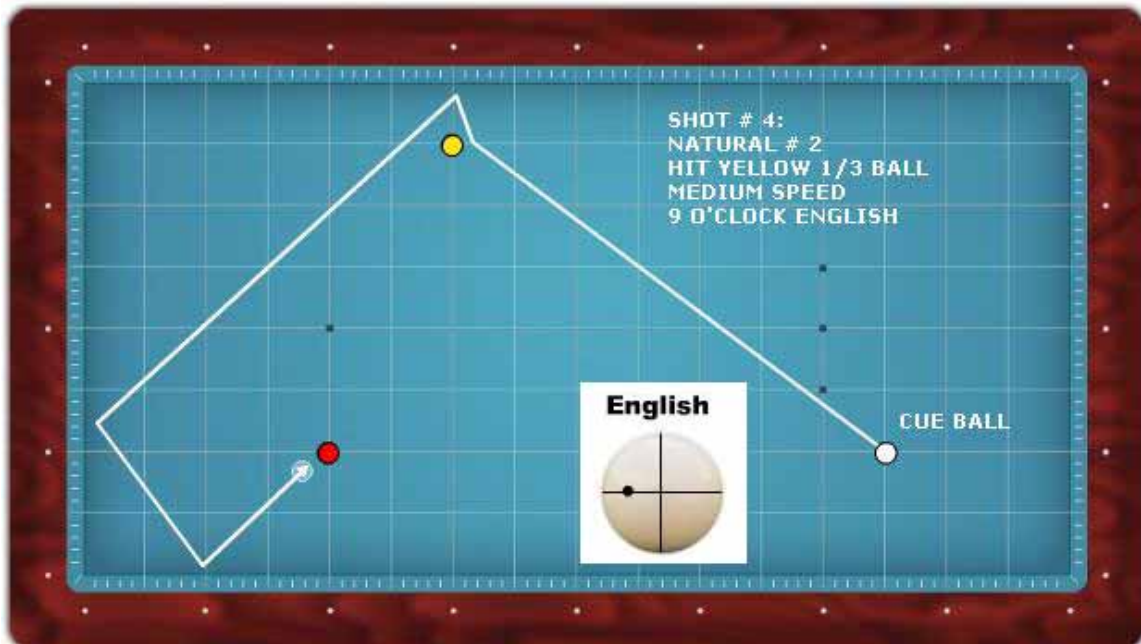 SHOT # 4:
NATURAL # 2
HIT YELLOW 1/3 BALL
MEDIUM SPEED
9 O'CLOCK ENGLISH
English
CUE BALL